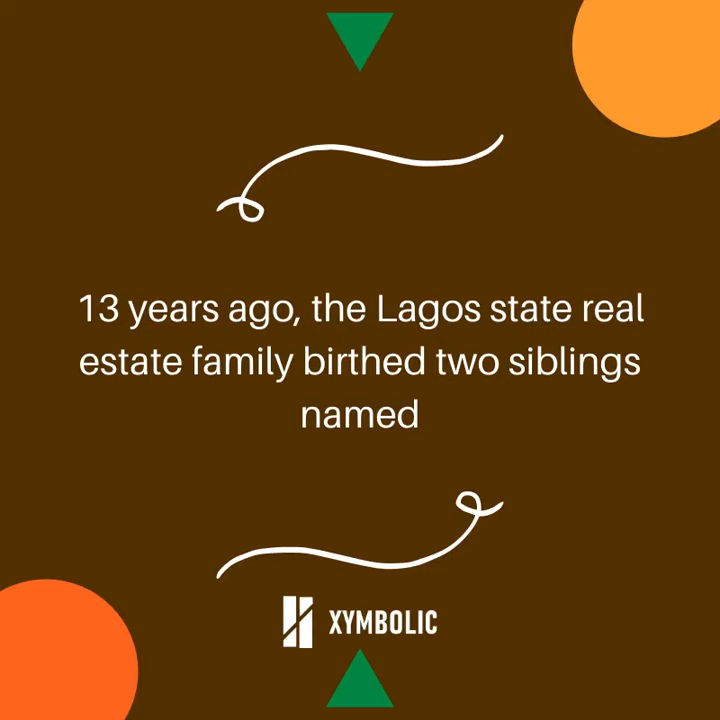 13 years ago, the Lagos state real
estate family birthed two siblings
named
XYMBOLIC